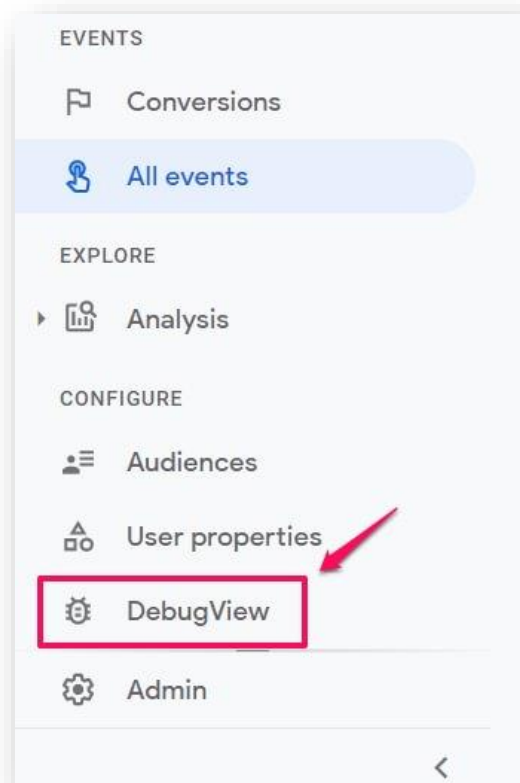 EVENTS
Conversions
All events
EXPLORE
Analysis
CONFIGURE
Audiences
User properties
DebugView
Admin